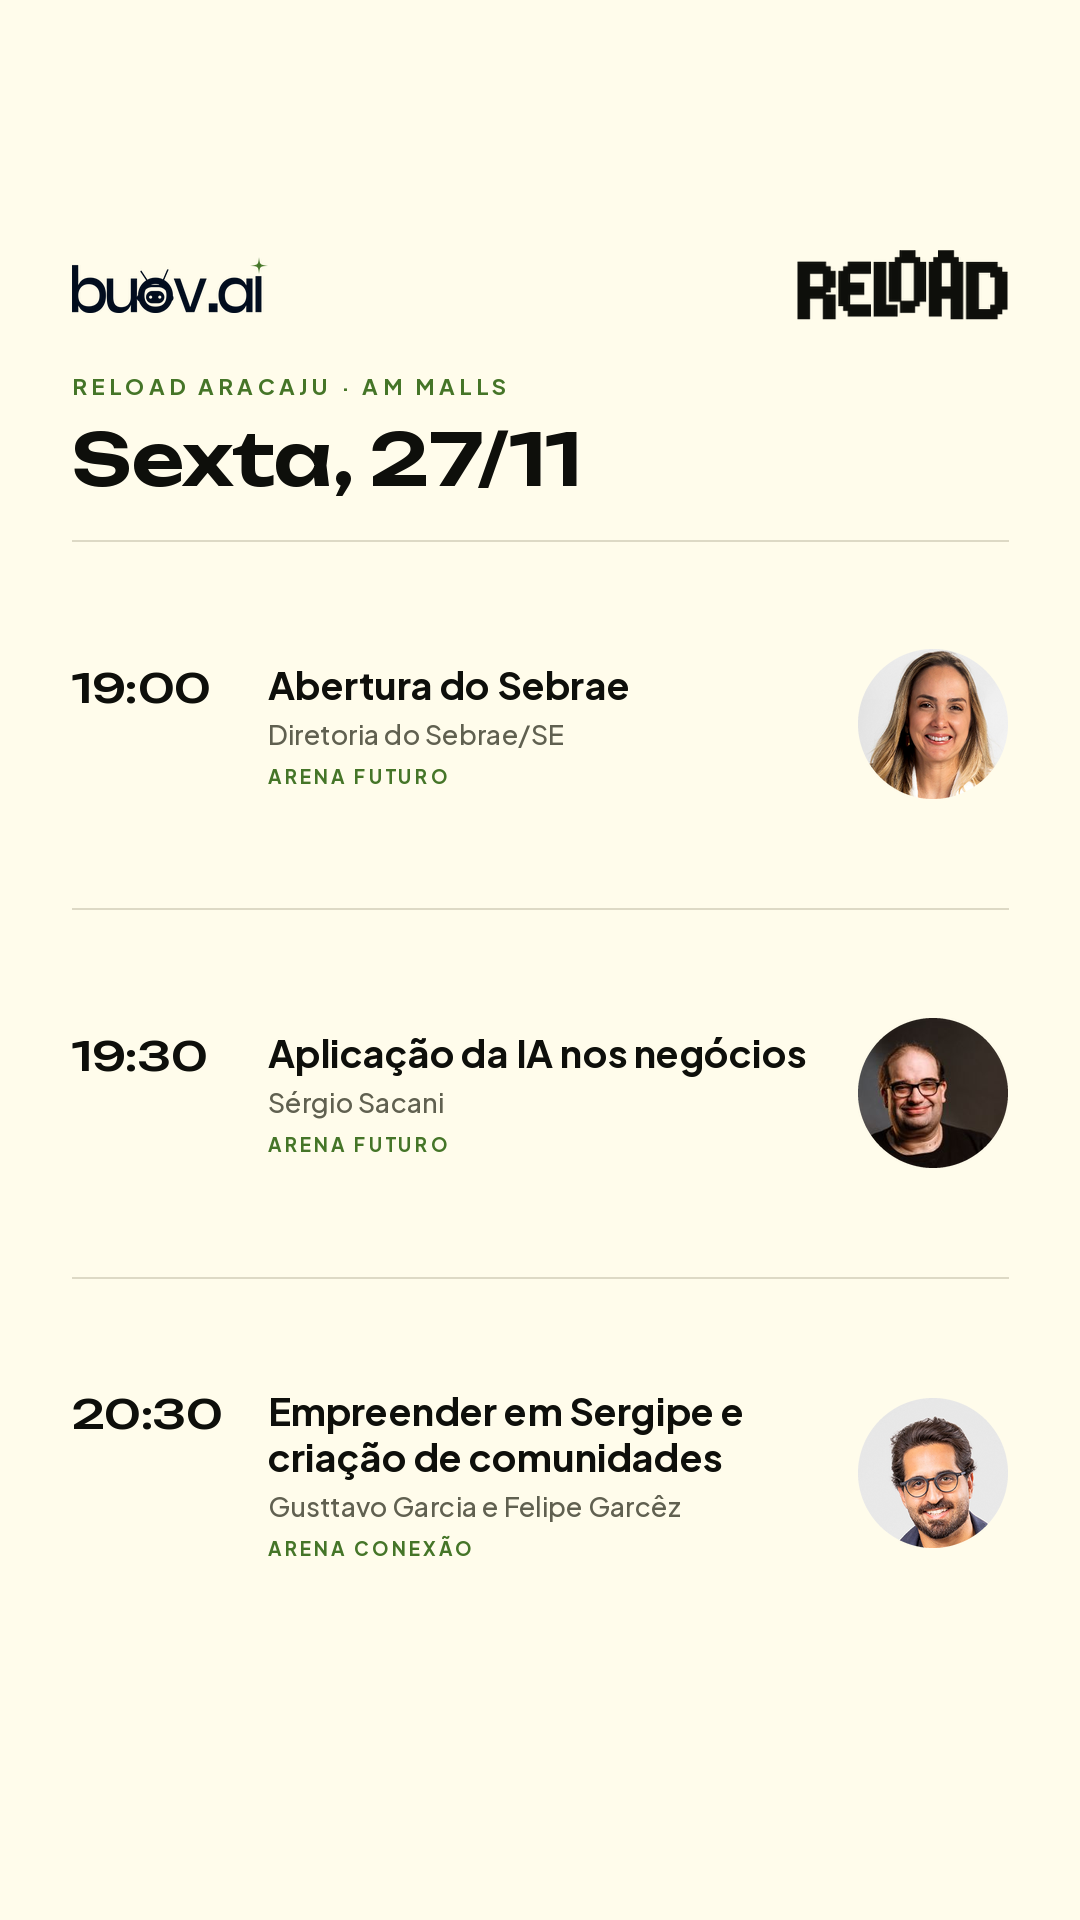 buov.ai
RELOAD
RELOAD ARACAJU · AM MALLS
Sexta, 27/11
19:00
Abertura do Sebrae
Diretoria do Sebrae/SE
ARENA FUTURO
19:30
Aplicação da IA nos negócios
Sérgio Sacani
ARENA FUTURO
20:30
Empreender em Sergipe e
criação de comunidades
Gusttavo Garcia e Felipe Garcêz
ARENA CONEXÃO